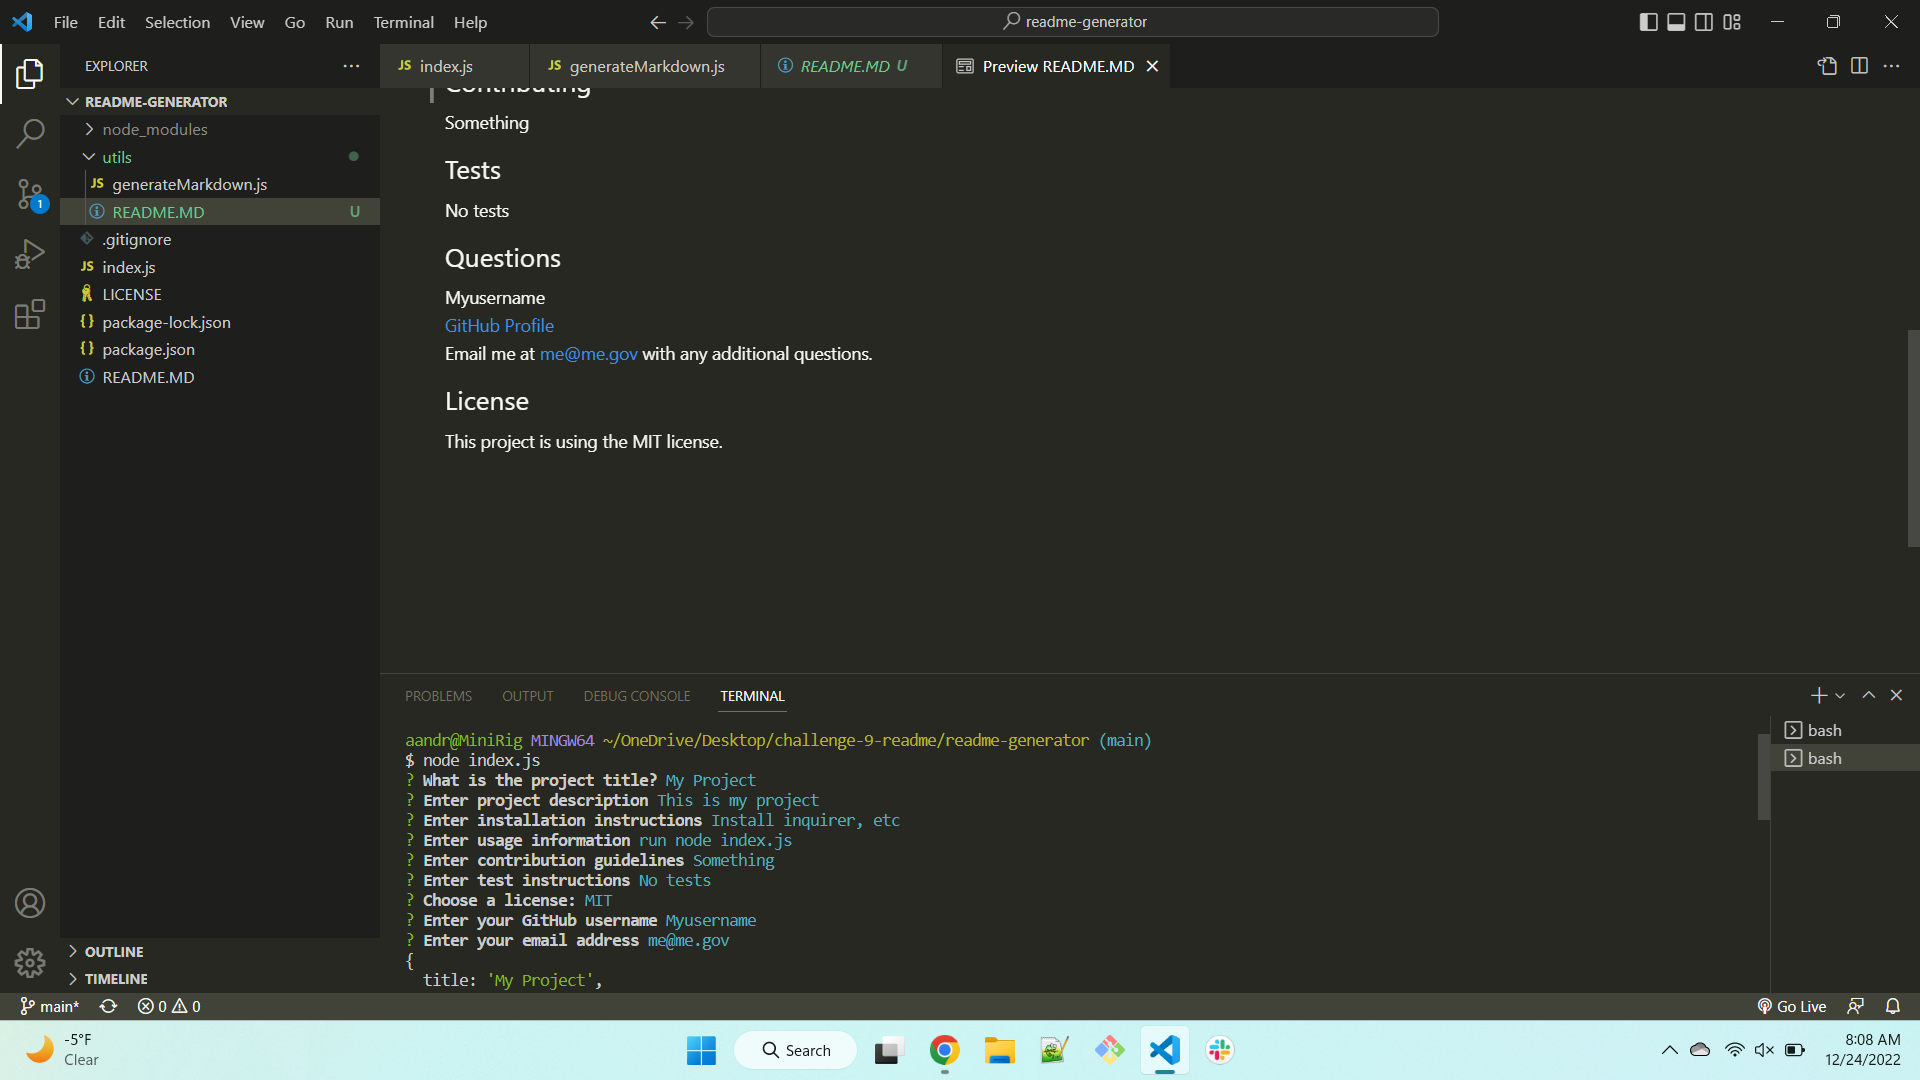 File Edit Selection View Go Run Terminal Help
readme-generator
EXPLORER
JS index.js
JS generateMarkdown.js
README.MD U
Preview README.MD
README-GENERATOR
node_modules
utils
JS generateMarkdown.js
README.MD U
.gitignore
JS index.js
LICENSE
{} package-lock.json
{} package.json
README.MD
1
OUTLINE
TIMELINE
Contributing
Something
Tests
No tests
Questions
Myusername
GitHub Profile
Email me at me@me.gov with any additional questions.
License
This project is using the MIT license.
PROBLEMS OUTPUT DEBUG CONSOLE TERMINAL
aandr@MiniRig MINGW64 ~/OneDrive/Desktop/challenge-9-readme/readme-generator (main)
$ node index.js
? What is the project title? My Project
? Enter project description This is my project
? Enter installation instructions Install inquirer, etc
? Enter usage information run node index.js
? Enter contribution guidelines Something
? Enter test instructions No tests
? Choose a license: MIT
? Enter your GitHub username Myusername
? Enter your email address me@me.gov
{
title: 'My Project',
bash
bash
main* 0 0
Go Live
-5°F
Clear
Search
8:08 AM
12/24/2022